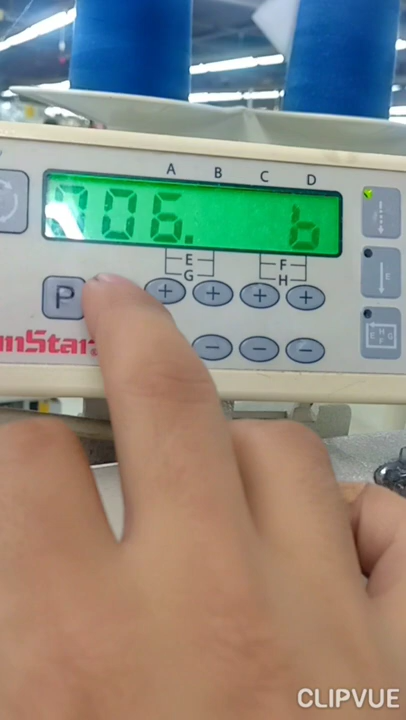 A B C D
706. b
E F
G H
P
nStar®
E
E H F G
CLIPVUE